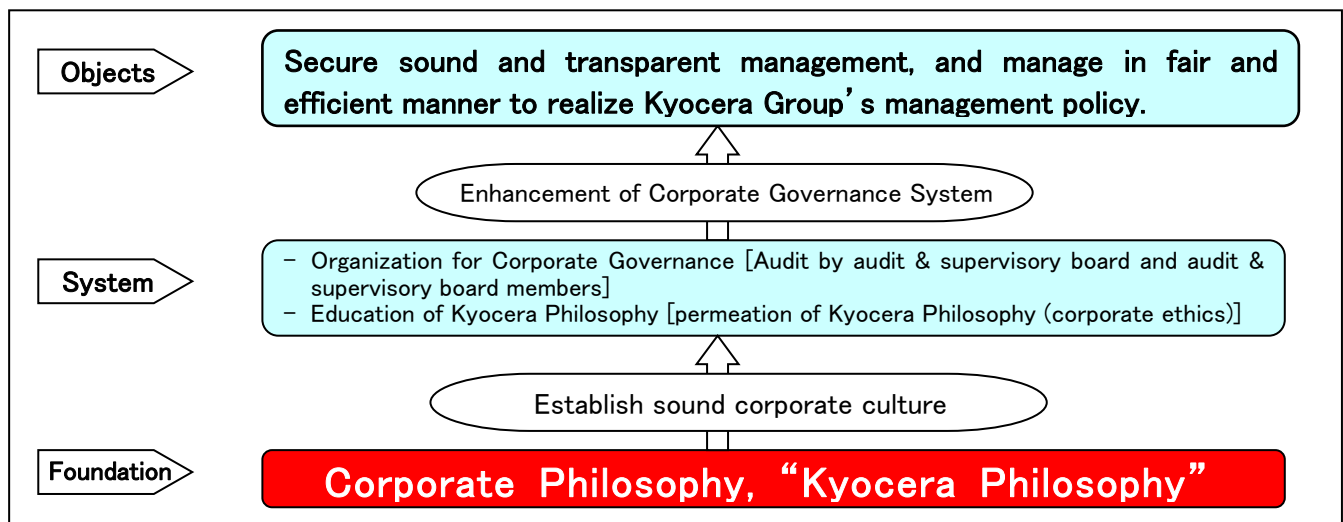 Objects
Secure sound and transparent management, and manage in fair and
efficient manner to realize Kyocera Group's management policy.
Enhancement of Corporate Governance System
System
- Organization for Corporate Governance [Audit by audit & supervisory board and audit &
supervisory board members]
- Education of Kyocera Philosophy [permeation of Kyocera Philosophy (corporate ethics)]
Establish sound corporate culture
Foundation
Corporate Philosophy, “Kyocera Philosophy”